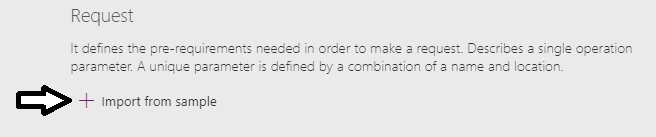 Request
It defines the pre-requirements needed in order to make a request. Describes a single operation
parameter. A unique parameter is defined by a combination of a name and location.
+ Import from sample